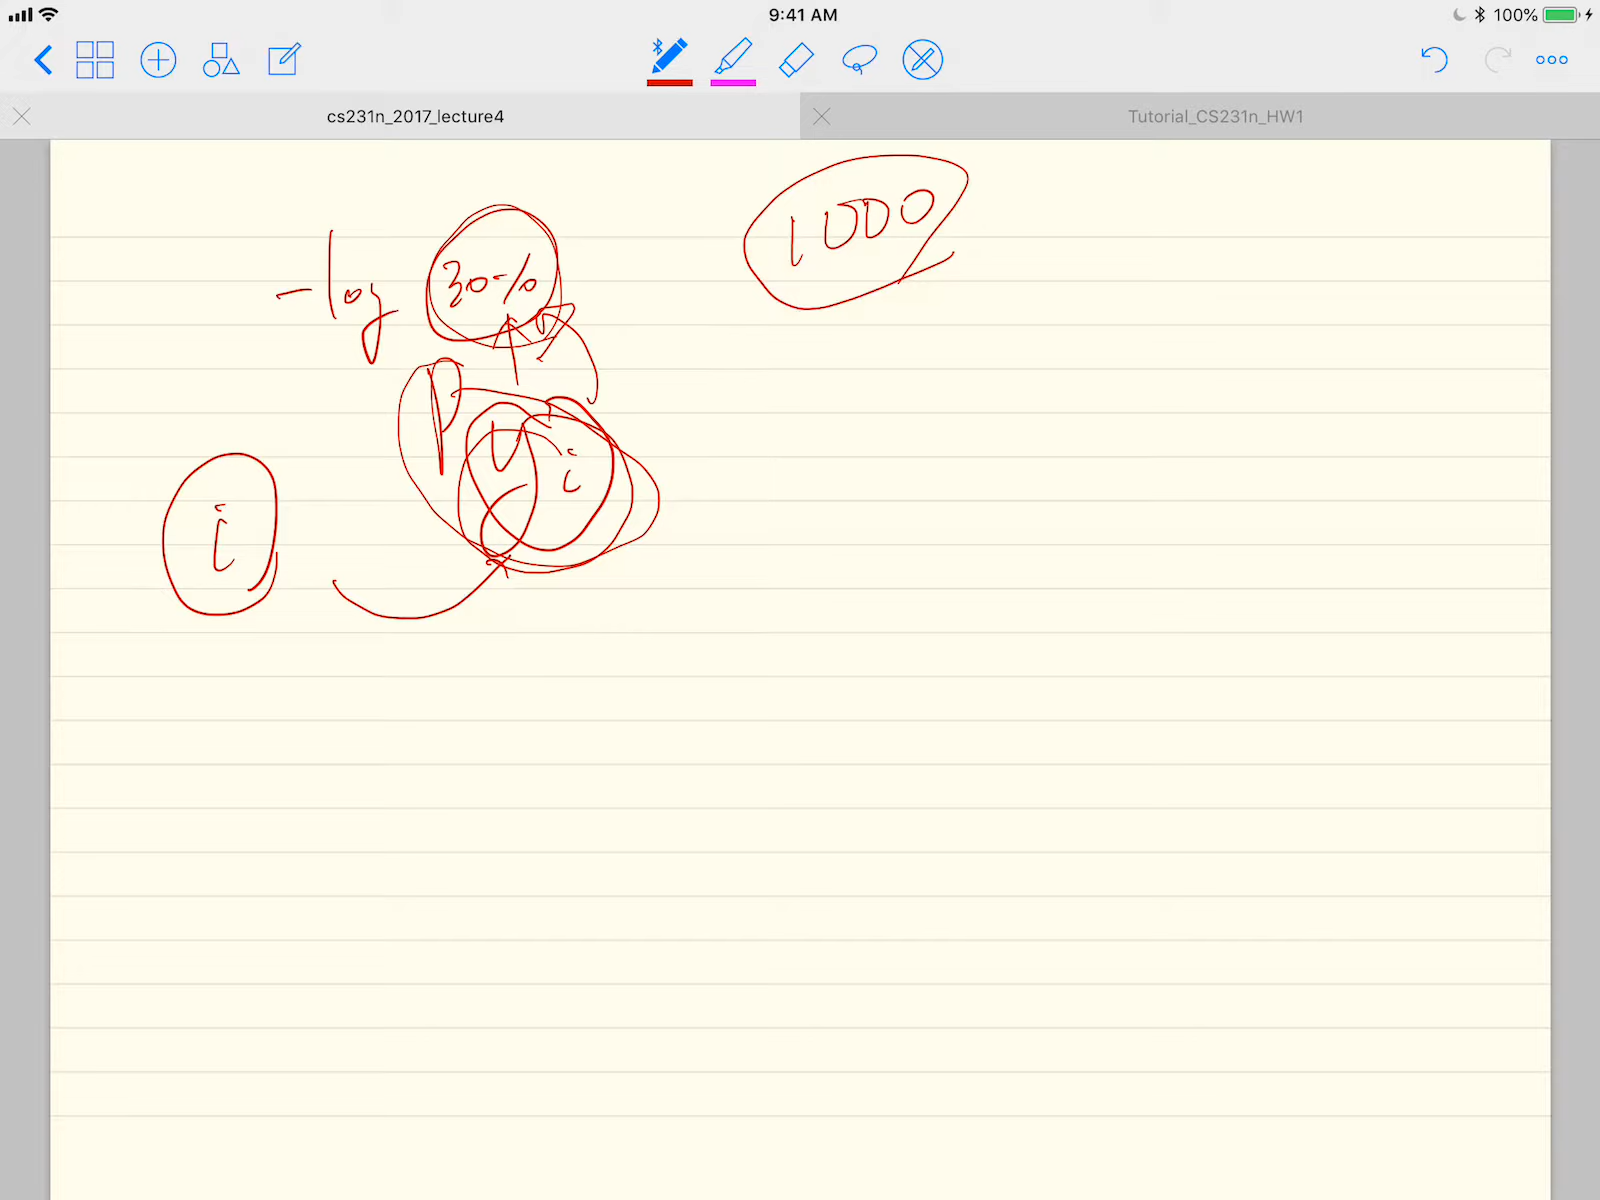 9:41 AM
100%
cs231n_2017_lecture4
Tutorial_CS231n_HW1
1000
-log 30%
P
i
i